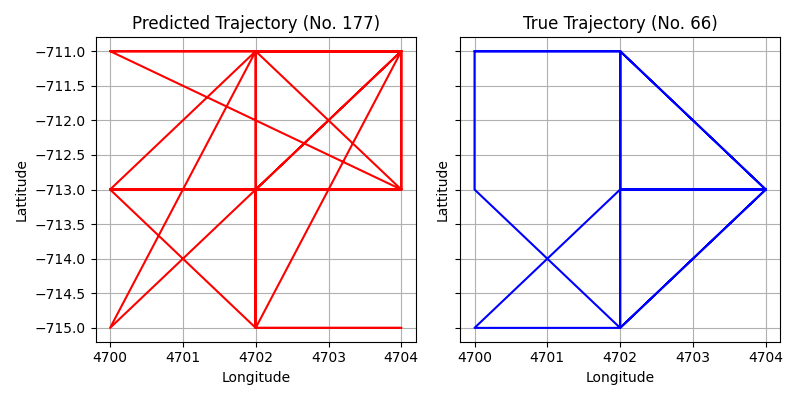 Predicted Trajectory (No. 177)
True Trajectory (No. 66)
−711.0
−711.5
−712.0
−712.5
−713.0
−713.5
−714.0
−714.5
−715.0
Lattitude
Lattitude
4700 4701 4702 4703 4704
4700 4701 4702 4703 4704
Longitude
Longitude